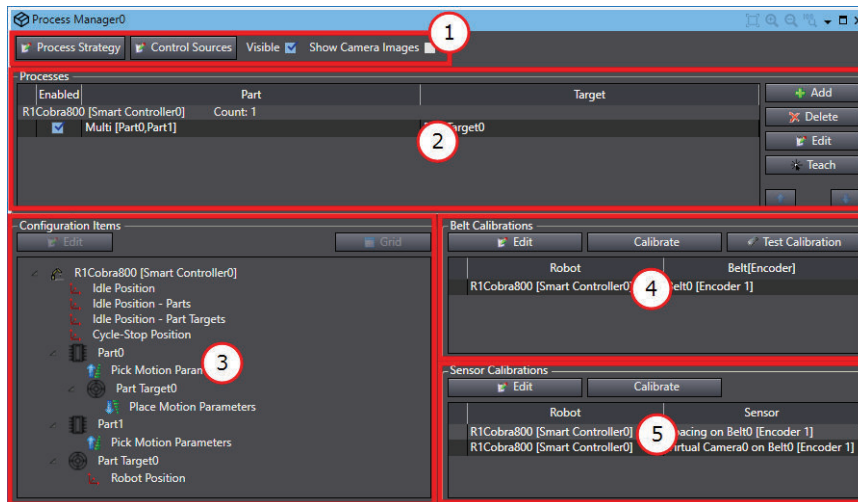 Process Manager0
Process Strategy Control Sources Visible Show Camera Images
1
Processes
Enabled Part Target
R1Cobra800 [Smart Controller0] Count: 1
Multi [Part0,Part1]
2
Add
Delete
Edit
Teach
Configuration Items
Edit Grid
R1Cobra800 [Smart Controller0]
Idle Position
Idle Position - Parts
Idle Position - Part Targets
Cycle-Stop Position
Part0
Pick Motion
3
Part Target0
Place Motion Parameters
Part1
Pick Motion Parameters
Part Target0
Robot Position
Belt Calibrations
Edit Calibrate Test Calibration
Robot Belt[Encoder]
R1Cobra800 [Smart Controller0] Belt0 [Encoder 1]
4
Sensor Calibrations
Edit Calibrate
Robot Sensor
R1Cobra800 [Smart Controller0] on Belt0 [Encoder 1]
R1Cobra800 [Smart Controller0] Camera0 on Belt0 [Encoder 1]
5